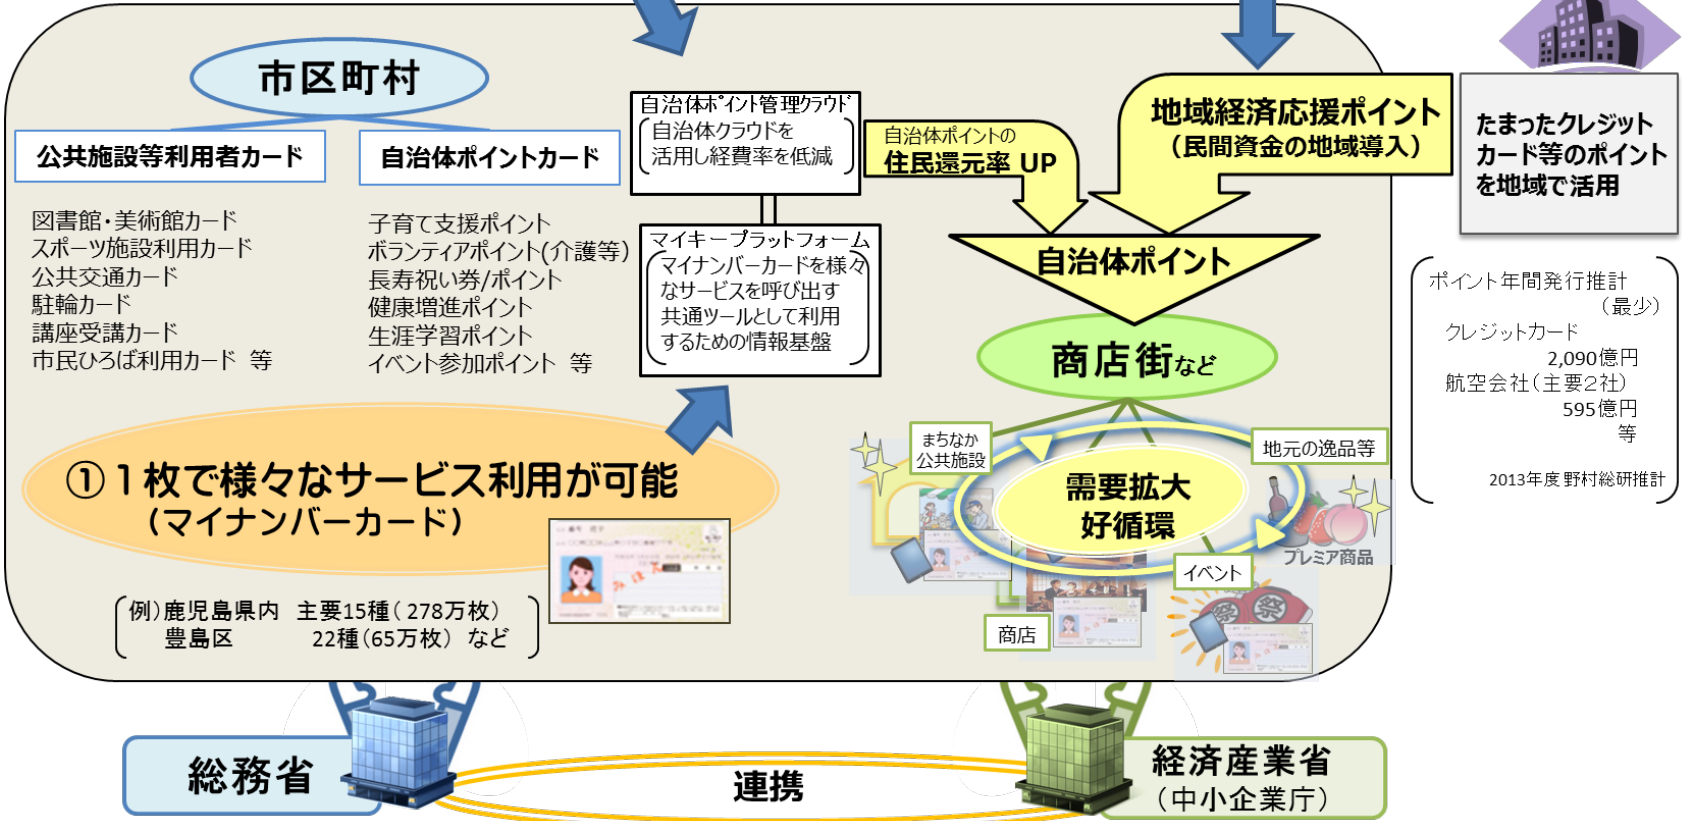 市区町村
公共施設等利用者カード
図書館・美術館カード
スポーツ施設利用カード
公共交通カード
駐輪カード
講座受講カード
市民ひろば利用カード 等
自治体ポイントカード
子育て支援ポイント
ボランティアポイント(介護等)
長寿祝い券/ポイント
健康増進ポイント
生涯学習ポイント
イベント参加ポイント 等
自治体ポイント管理クラウド
自治体クラウドを
活用し経費率を低減
マイキープラットフォーム
マイナンバーカードを様々
なサービスを呼び出す
共通ツールとして利用
するための情報基盤
自治体ポイントの
住民還元率 UP
地域経済応援ポイント
（民間資金の地域導入）
自治体ポイント
商店街など
たまったクレジット
カード等のポイント
を地域で活用
ポイント年間発行推計
（最少）
クレジットカード
2,090億円
航空会社（主要２社）
595億円
等
2013年度 野村総研推計
①１枚で様々なサービス利用が可能
（マイナンバーカード）
みほん
例）鹿児島県内 主要15種（278万枚）
豊島区 22種（65万枚） など
まちなか
公共施設
地元の逸品等
需要拡大
好循環
プレミア商品
イベント
祭
祭
商店
総務省
連携
経済産業省
（中小企業庁）